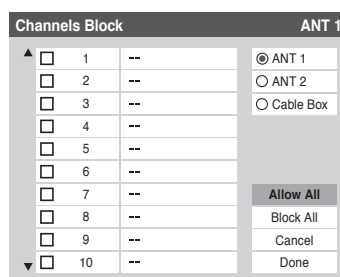 Channels Block ANT 1
1 --
2 --
3 --
4 --
5 --
6 --
7 --
8 --
9 --
10 --
ANT 1
ANT 2
Cable Box
Allow All
Block All
Cancel
Done